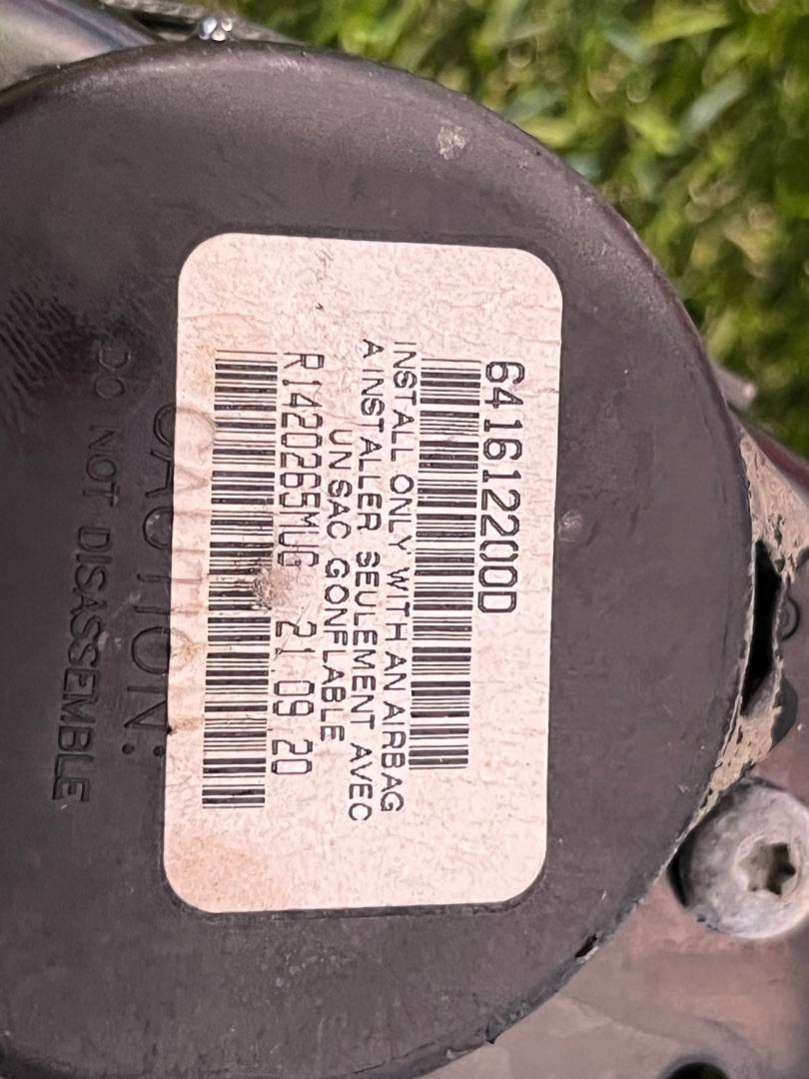 641612200D
INSTALL ONLY WITH AN AIRBAG
A INSTALLER SEULEMENT AVEC
UN SAC GONFLABLE
R1420265MUG 21.09.20
CAUTION:
DO NOT DISASSEMBLE